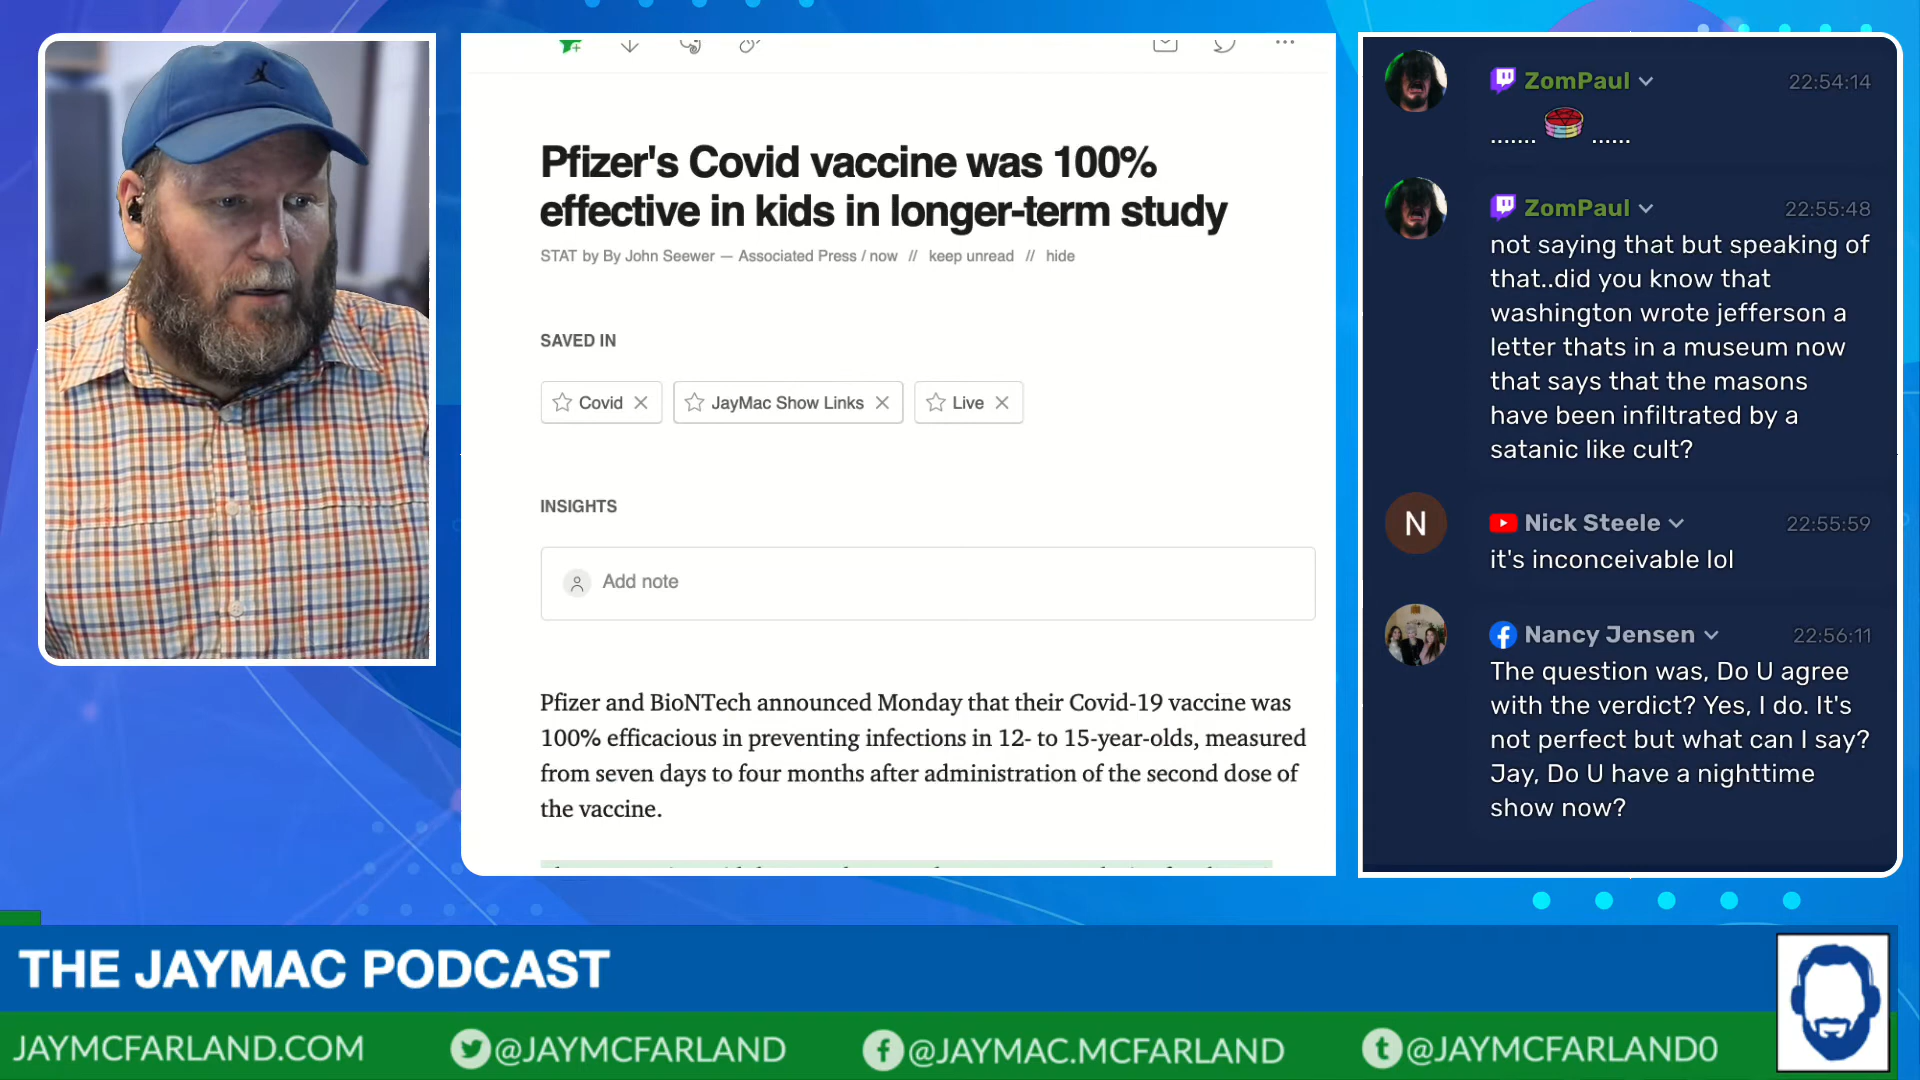 Pfizer's Covid vaccine was 100%
effective in kids in longer-term study
STAT by By John Seewer — Associated Press / now // keep unread // hide
SAVED IN
Covid
JayMac Show Links
Live
INSIGHTS
Add note
Pfizer and BioNTech announced Monday that their Covid-19 vaccine was
100% efficacious in preventing infections in 12- to 15-year-olds, measured
from seven days to four months after administration of the second dose of
the vaccine.
ZomPaul 22:54:14
....... ......
ZomPaul 22:55:48
not saying that but speaking of
that..did you know that
washington wrote jefferson a
letter thats in a museum now
that says that the masons
have been infiltrated by a
satanic like cult?
N
Nick Steele 22:55:59
it's inconceivable lol
Nancy Jensen 22:56:11
The question was, Do U agree
with the verdict? Yes, I do. It's
not perfect but what can I say?
Jay, Do U have a nighttime
show now?
THE JAYMAC PODCAST
JAYMCFARLAND.COM
@JAYMCFARLAND
@JAYMAC.MCFARLAND
@JAYMCFARLAND0